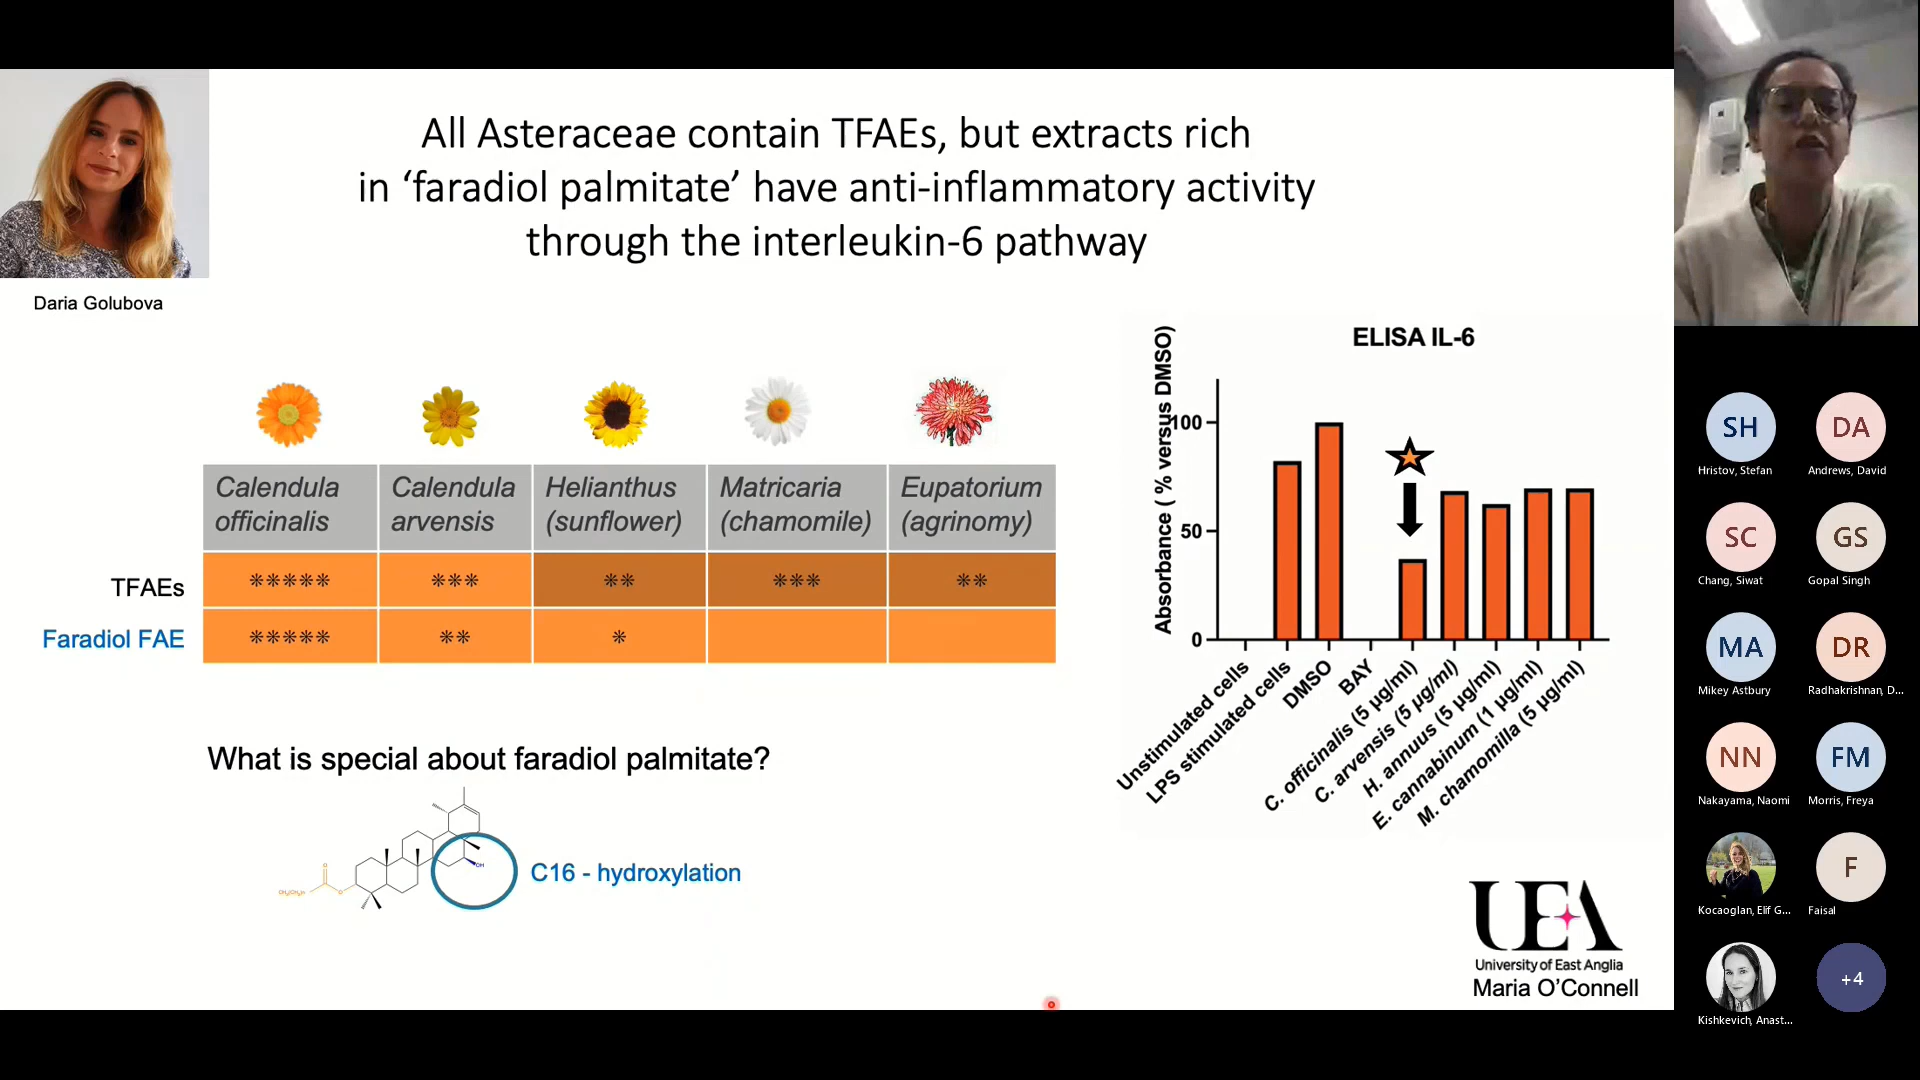 All Asteraceae contain TFAEs, but extracts rich
in ‘faradiol palmitate’ have anti-inflammatory activity
through the interleukin-6 pathway
Daria Golubova
Calendula officinalis
Calendula arvensis
Helianthus (sunflower)
Matricaria (chamomile)
Eupatorium (agrinomy)
TFAEs
*****
***
**
***
**
Faradiol FAE
*****
**
*
What is special about faradiol palmitate?
OH
O
O
C16 - hydroxylation
ELISA IL-6
Absorbance ( % versus DMSO)
100
50
0
Unstimulated cells
LPS stimulated cells
DMSO
BAY
C. officinalis (5 µg/ml)
C. arvensis (5 µg/ml)
H. annuus (5 µg/ml)
E. cannabinum (1 µg/ml)
M. chamomilla (5 µg/ml)
UEA
University of East Anglia
Maria O’Connell
SH
Hristov, Stefan
DA
Andrews, David
SC
Chang, Siwat
GS
Gopal Singh
MA
Mikey Astbury
DR
Radhakrishnan, D...
NN
Nakayama, Naomi
FM
Morris, Freya
Kocaoglan, Elif G...
F
Faisal
Kishkevich, Anast...
+4